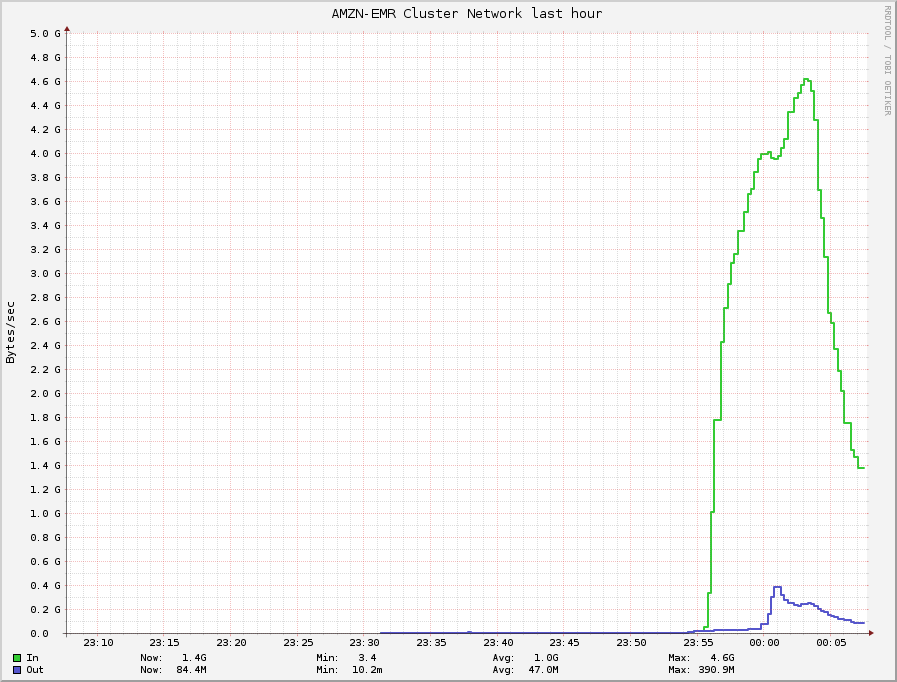 AMZN-EMR Cluster Network last hour
RRDTOOL / TOBI OETIKER
Bytes/sec
5.0 G
4.8 G
4.6 G
4.4 G
4.2 G
4.0 G
3.8 G
3.6 G
3.4 G
3.2 G
3.0 G
2.8 G
2.6 G
2.4 G
2.2 G
2.0 G
1.8 G
1.6 G
1.4 G
1.2 G
1.0 G
0.8 G
0.6 G
0.4 G
0.2 G
0.0
23:10 23:15 23:20 23:25 23:30 23:35 23:40 23:45 23:50 23:55 00:00 00:05
In Now: 1.4G Min: 3.4 Avg: 1.0G Max: 4.6G
Out Now: 84.4M Min: 10.2m Avg: 47.0M Max: 390.9M